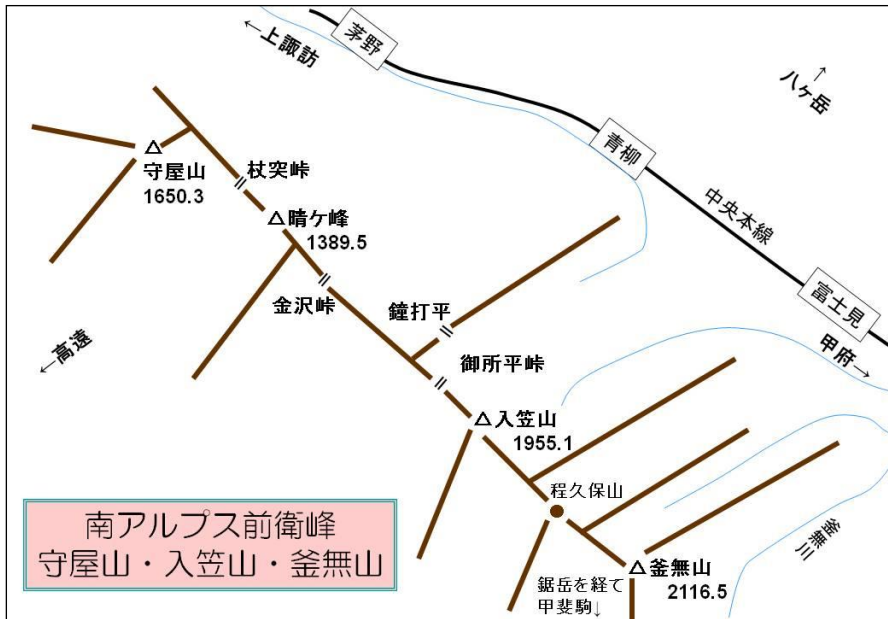 ←上諏訪
茅野
八ヶ岳→
青柳
中央本線
富士見
甲府→
守屋山
1650.3
杖突峠
晴ケ峰
1389.5
金沢峠
鐘打平
←高遠
御所平峠
入笠山
1955.1
程久保山
釜無川
釜無山
2116.5
鋸岳を経て
甲斐駒↓
南アルプス前衛峰
守屋山・入笠山・釜無山